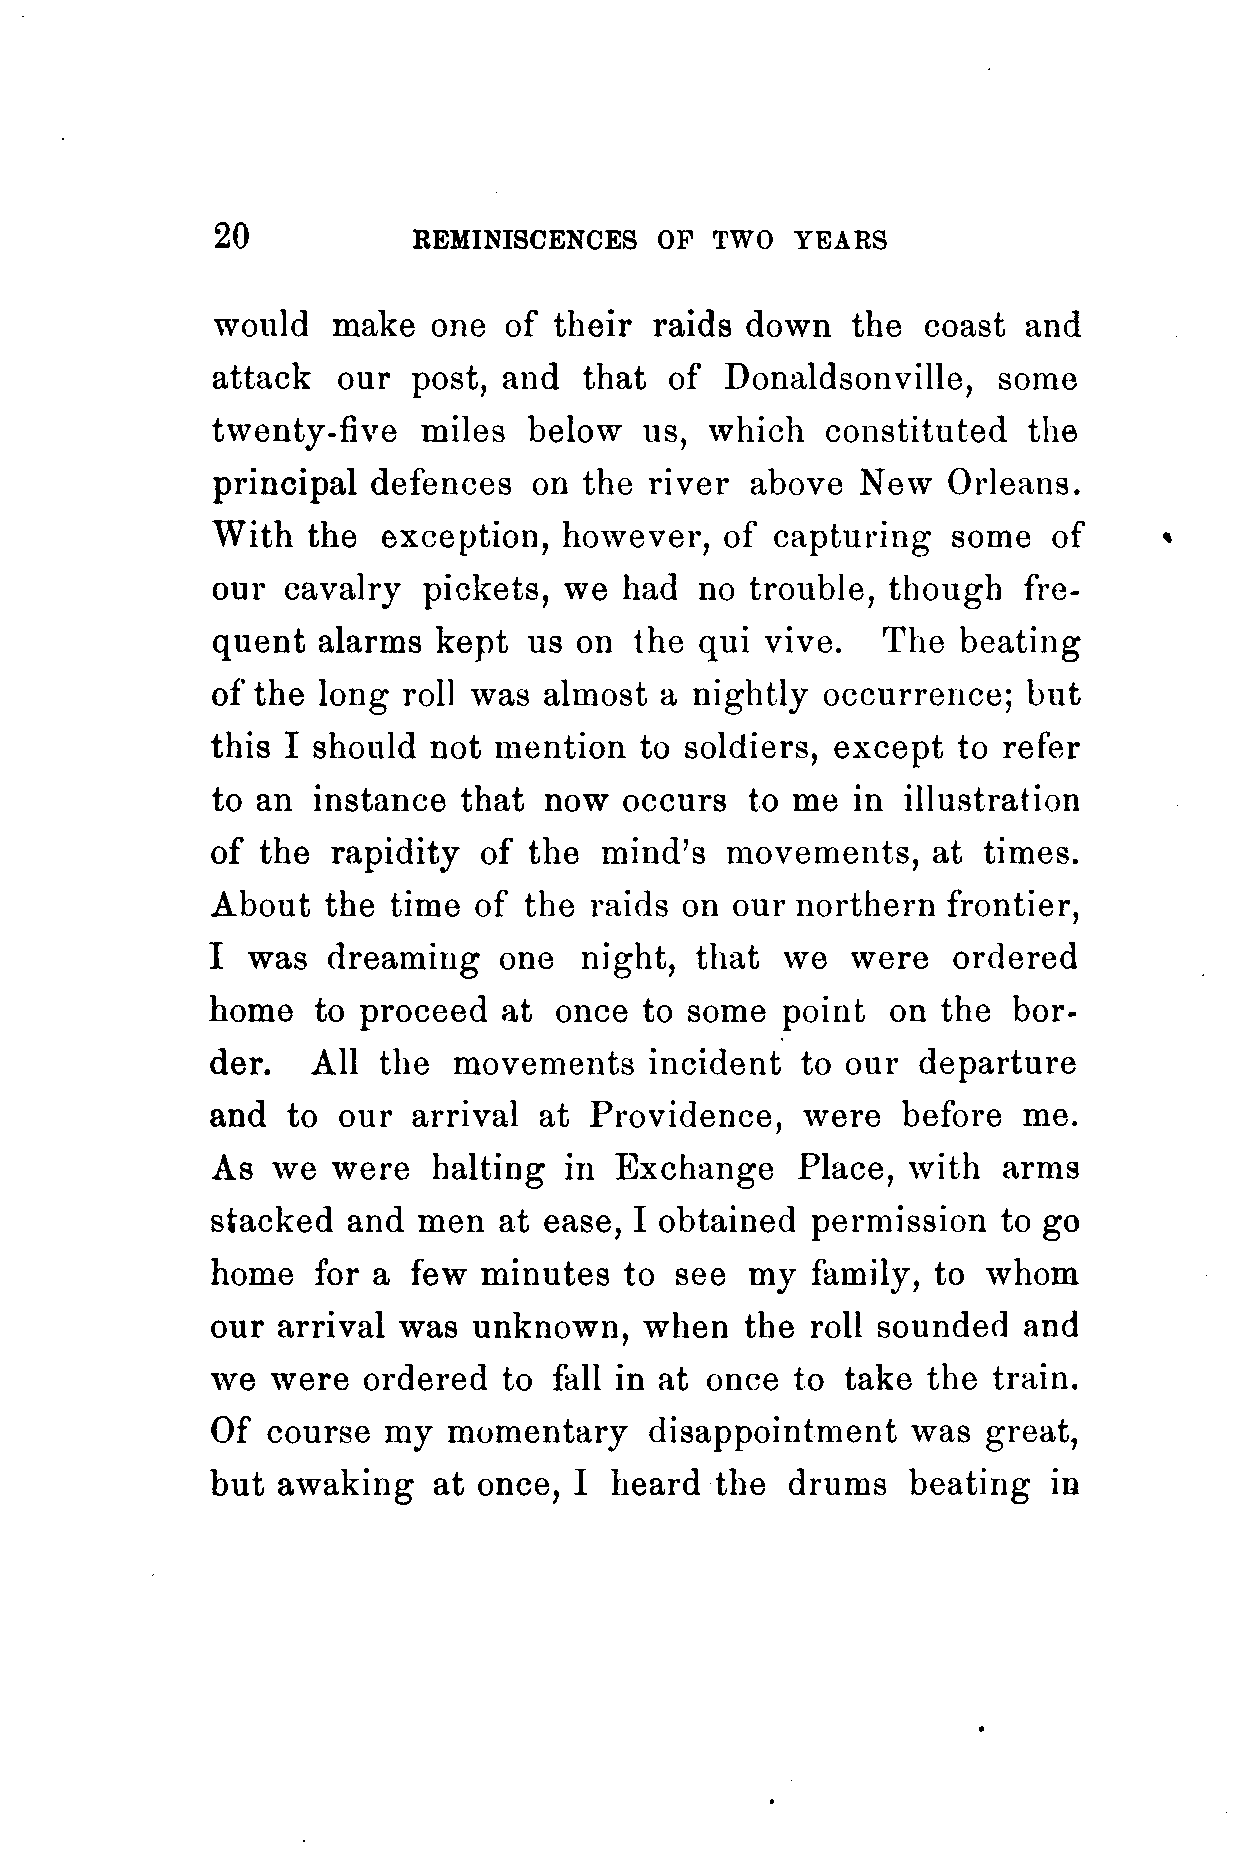 20 REMINISCENCES OF TWO YEARS
would make one of their raids down the coast and
attack our post, and that of Donaldsonville, some
twenty-five miles below us, which constituted the
principal defences on the river above New Orleans.
With the exception, however, of capturing some of
our cavalry pickets, we had no trouble, though fre-
quent alarms kept us on the qui vive. The beating
of the long roll was almost a nightly occurrence; but
this I should not mention to soldiers, except to refer
to an instance that now occurs to me in illustration
of the rapidity of the mind's movements, at times.
About the time of the raids on our northern frontier,
I was dreaming one night, that we were ordered
home to proceed at once to some point on the bor-
der. All the movements incident to our departure
and to our arrival at Providence, were before me.
As we were halting in Exchange Place, with arms
stacked and men at ease, I obtained permission to go
home for a few minutes to see my family, to whom
our arrival was unknown, when the roll sounded and
we were ordered to fall in at once to take the train.
Of course my momentary disappointment was great,
but awaking at once, I heard the drums beating in